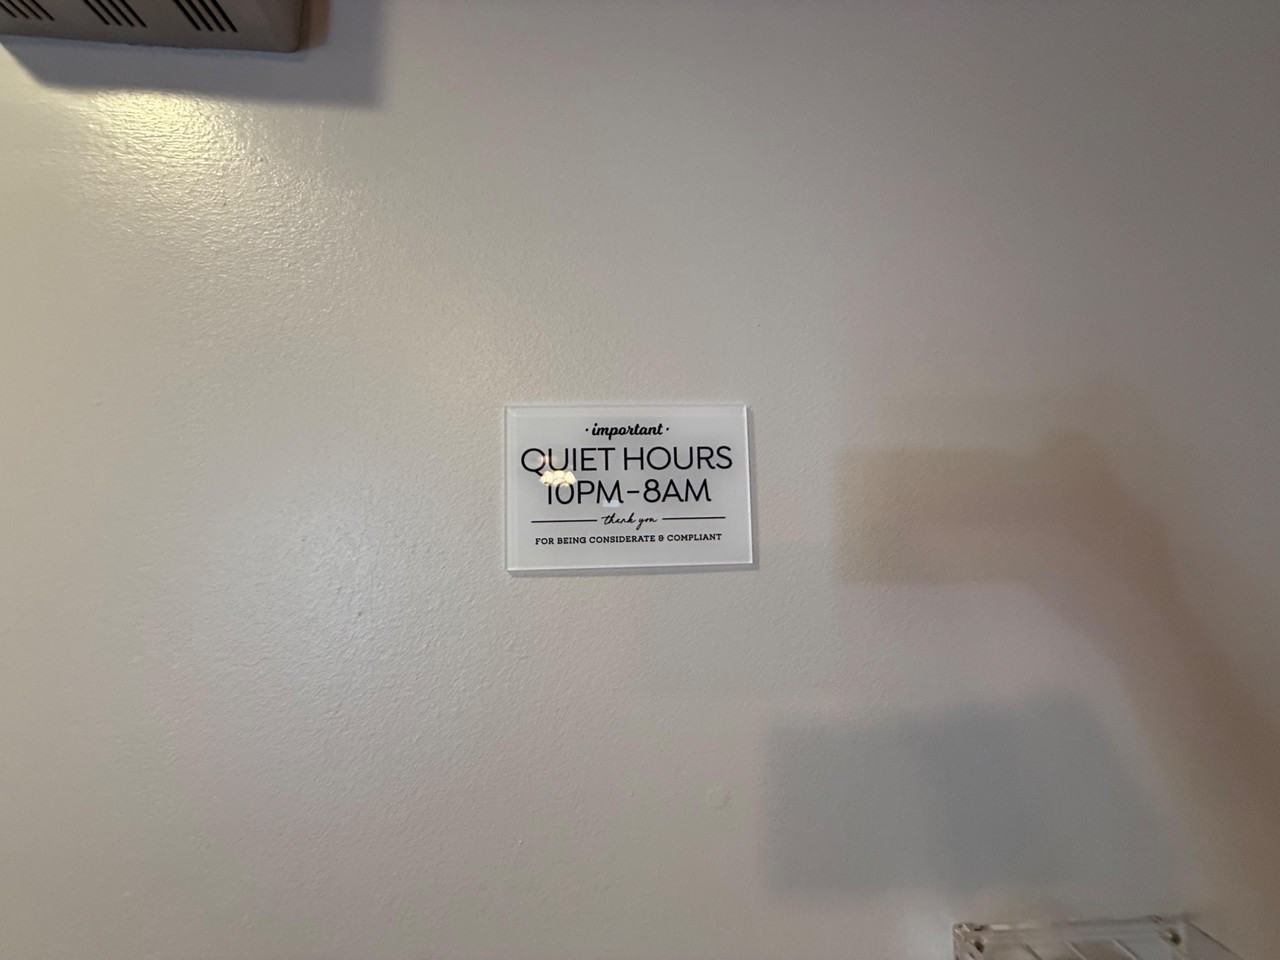 · important ·
QUIET HOURS
10PM-8AM
thank you
FOR BEING CONSIDERATE & COMPLIANT